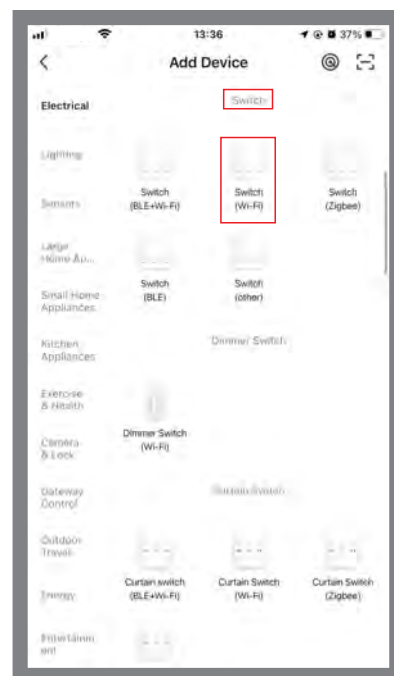 13:36
37%
Add Device
Electrical
Switch
Lighting
Sensors
Switch
(BLE+Wi-Fi)
Switch
(Wi-Fi)
Switch
(Zigbee)
Large
Home Ap...
Small Home
Appliances
Switch
(BLE)
Switch
(other)
Kitchen
Appliances
Dimmer Switch
Exercise
& Health
Dimmer Switch
(Wi-Fi)
Camera
& Lock
Gateway
Control
Curtain Switch
Outdoor
Travel
Energy
Curtain switch
(BLE+Wi-Fi)
Curtain Switch
(Wi-Fi)
Curtain Switch
(Zigbee)
Entertainm
ent